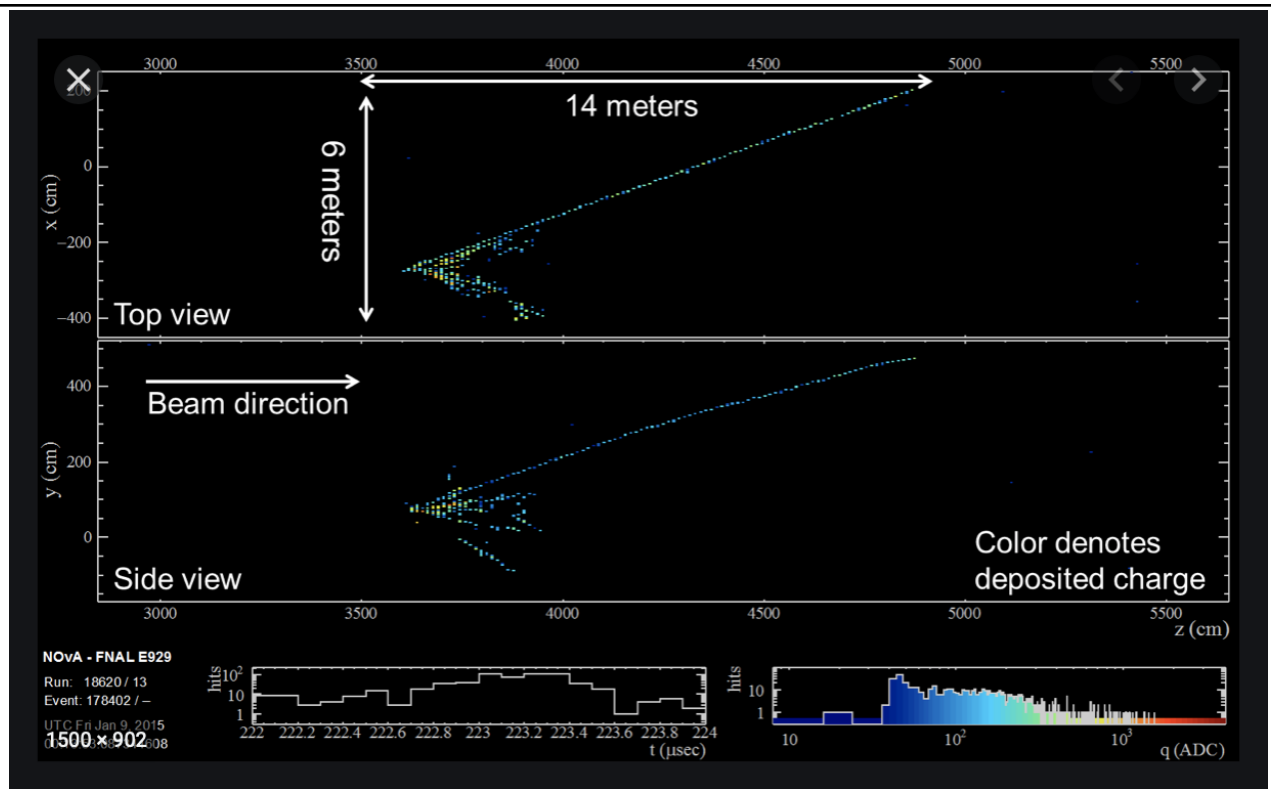 3000 3500 4000 4500 5000 5500
14 meters
6 meters
200
0
−200
−400
x (cm)
Top view
Beam direction
400
200
0
y (cm)
Side view
Color denotes
deposited charge
3000 3500 4000 4500 5000 5500
z (cm)
NOvA - FNAL E929
Run: 18620 / 13
Event: 178402 / --
UTC Fri Jan 9, 2015
1500 × 902
hits
10²
10
1
222 222.2 222.4 222.6 222.8 223 223.2 223.4 223.6 223.8 224
t (μsec)
hits
10
1
10 10² 10³
q (ADC)